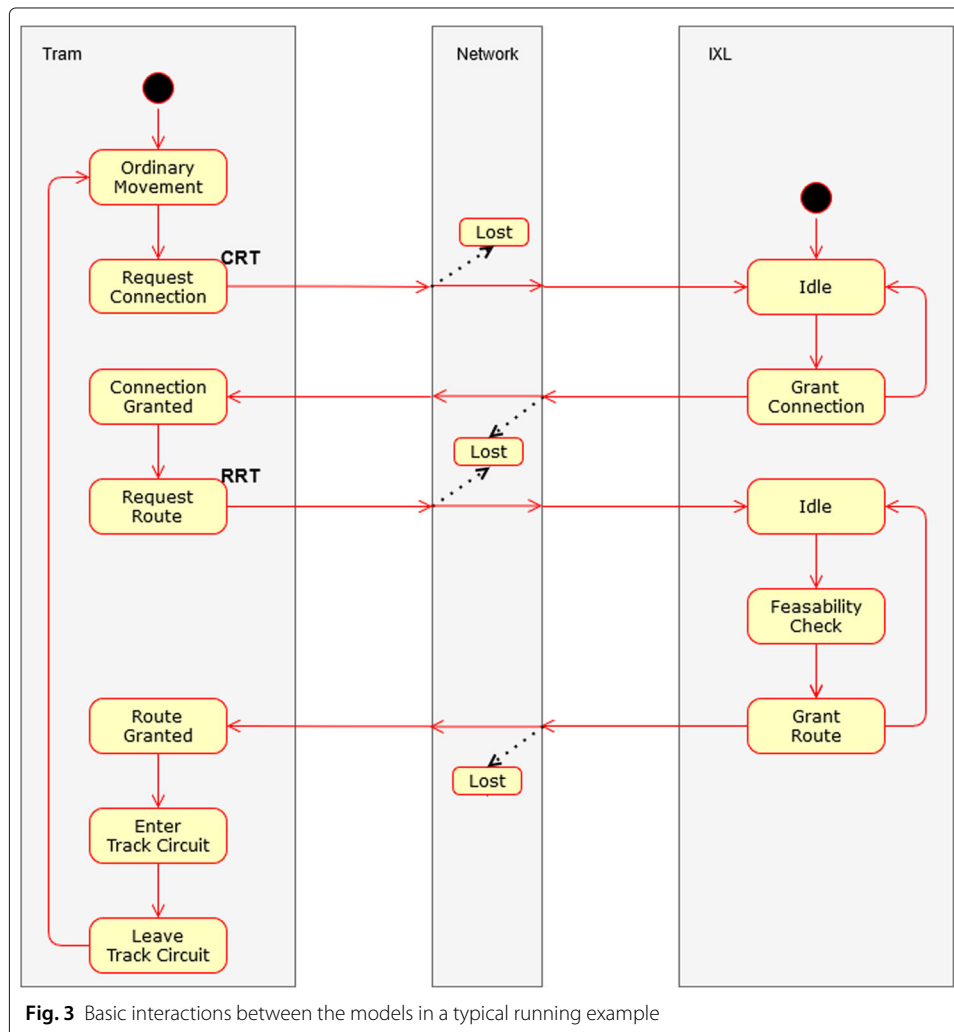 Tram
Network
IXL
Ordinary
Movement
Lost
CRT
Request
Connection
Idle
Connection
Granted
Grant
Connection
Lost
RRT
Request
Route
Idle
Feasability
Check
Route
Granted
Grant
Route
Lost
Enter
Track Circuit
Leave
Track Circuit
Fig. 3 Basic interactions between the models in a typical running example